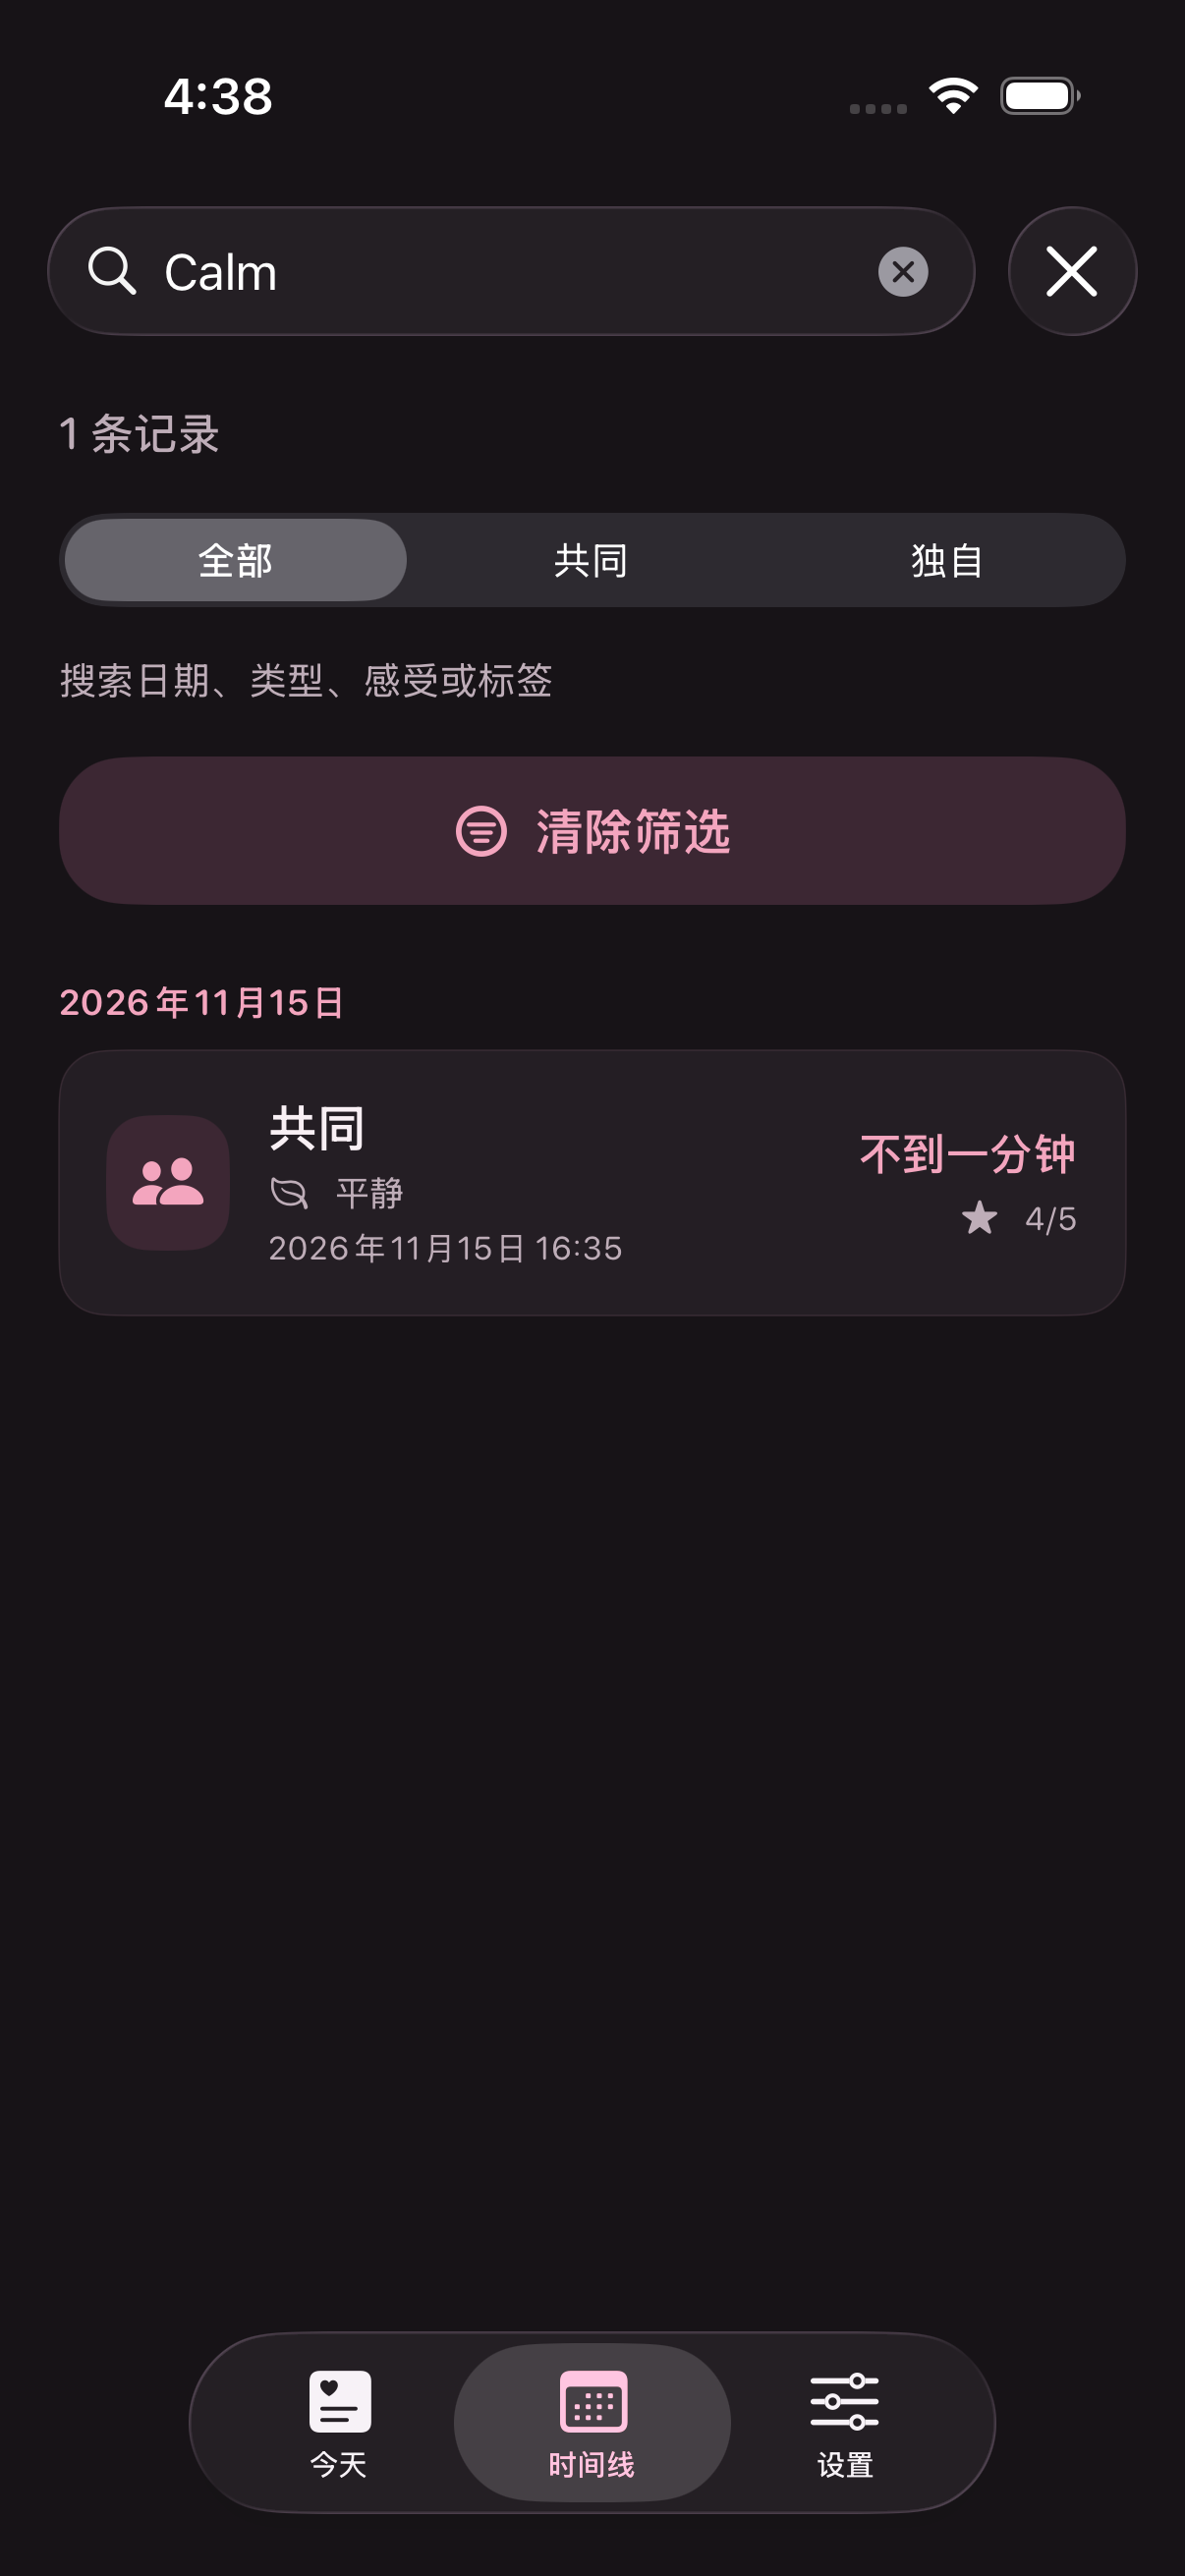 4:38
Calm
1 条记录
全部
共同
独自
搜索日期、类型、感受或标签
清除筛选
2026年11月15日
共同
平静
2026年11月15日 16:35
不到一分钟
4/5
今天
时间线
设置